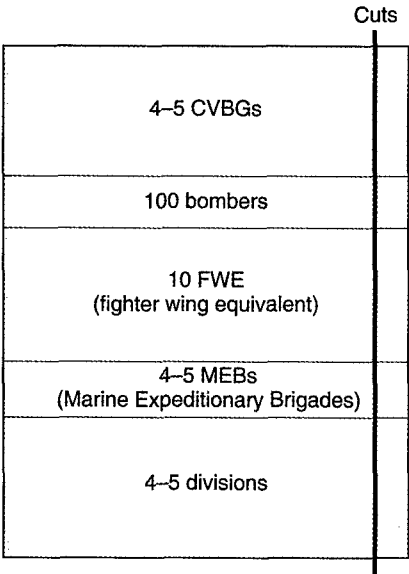 Cuts
4–5 CVBGs
100 bombers
10 FWE
(fighter wing equivalent)
4–5 MEBs
(Marine Expeditionary Brigades)
4–5 divisions